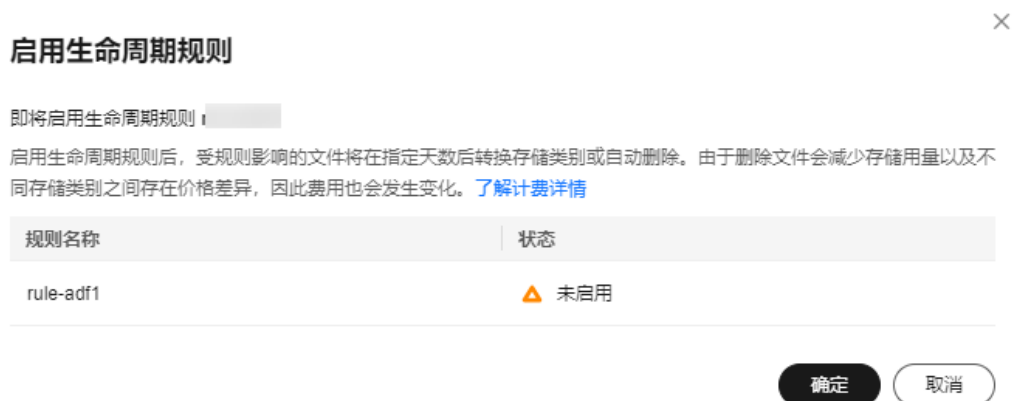 启用生命周期规则
即将启用生命周期规则
启用生命周期规则后，受规则影响的文件将在指定天数后转换存储类别或自动删除。由于删除文件会减少存储用量以及不
同存储类别之间存在价格差异，因此费用也会发生变化。了解计费详情
规则名称 状态
rule-adf1 未启用
确定 取消